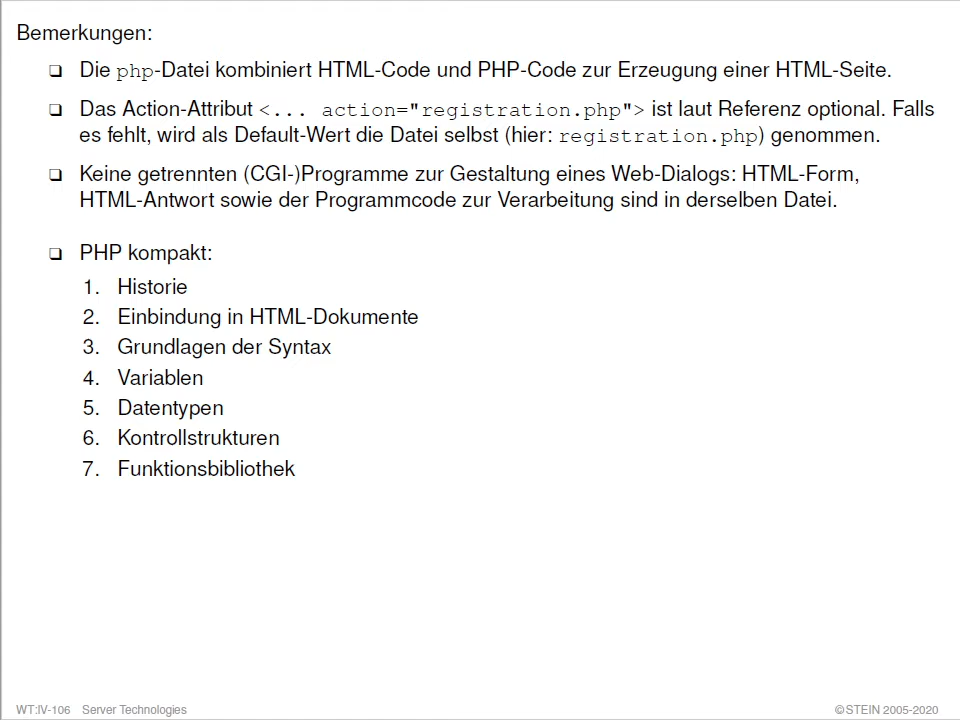 Bemerkungen:
❑ Die php-Datei kombiniert HTML-Code und PHP-Code zur Erzeugung einer HTML-Seite.
❑ Das Action-Attribut <... action="registration.php"> ist laut Referenz optional. Falls
es fehlt, wird als Default-Wert die Datei selbst (hier: registration.php) genommen.
❑ Keine getrennten (CGI-)Programme zur Gestaltung eines Web-Dialogs: HTML-Form,
HTML-Antwort sowie der Programmcode zur Verarbeitung sind in derselben Datei.
❑ PHP kompakt:
1. Historie
2. Einbindung in HTML-Dokumente
3. Grundlagen der Syntax
4. Variablen
5. Datentypen
6. Kontrollstrukturen
7. Funktionsbibliothek
WT:IV-106 Server Technologies ©STEIN 2005-2020